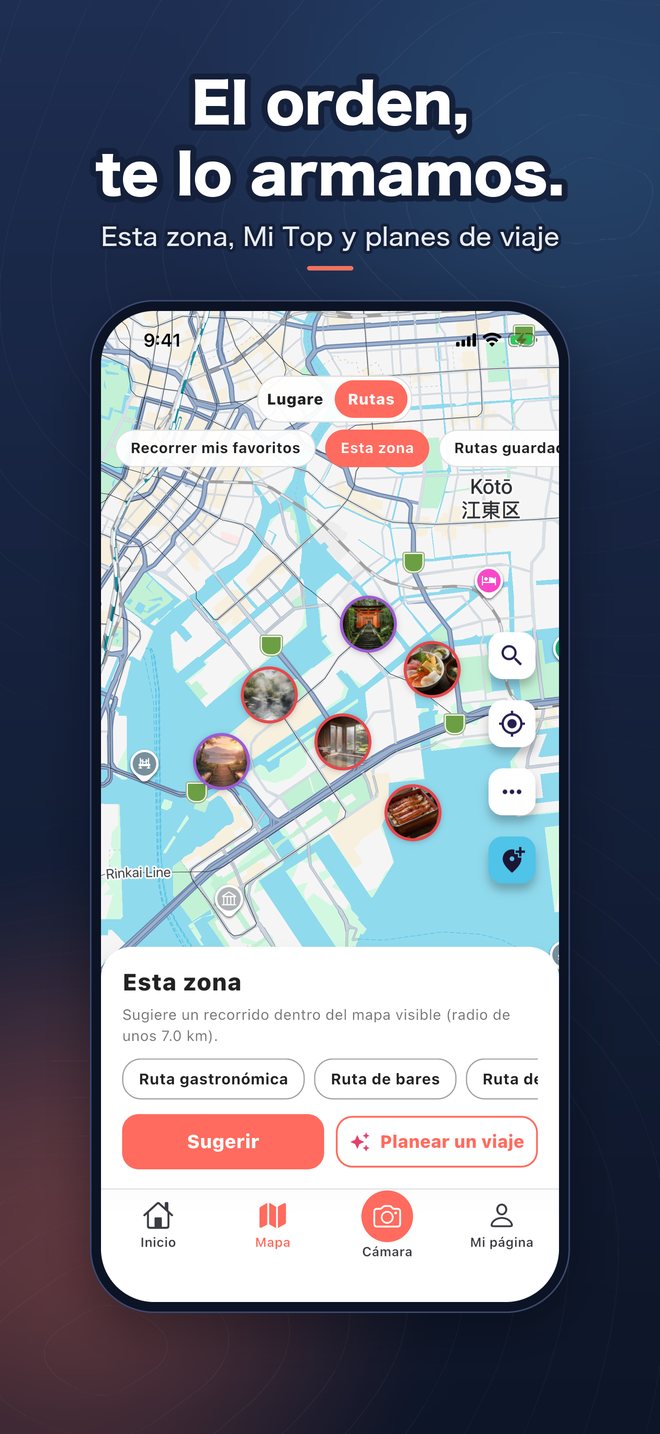 El orden,
te lo armamos.
Esta zona, Mi Top y planes de viaje
9:41
Lugare
Rutas
Recorrer mis favoritos
Esta zona
Rutas guardad
Kōtō
江東区
Rinkai Line
Esta zona
Sugiere un recorrido dentro del mapa visible (radio de
unos 7.0 km).
Ruta gastronómica
Ruta de bares
Ruta de
Sugerir
Planear un viaje
Inicio
Mapa
Cámara
Mi página